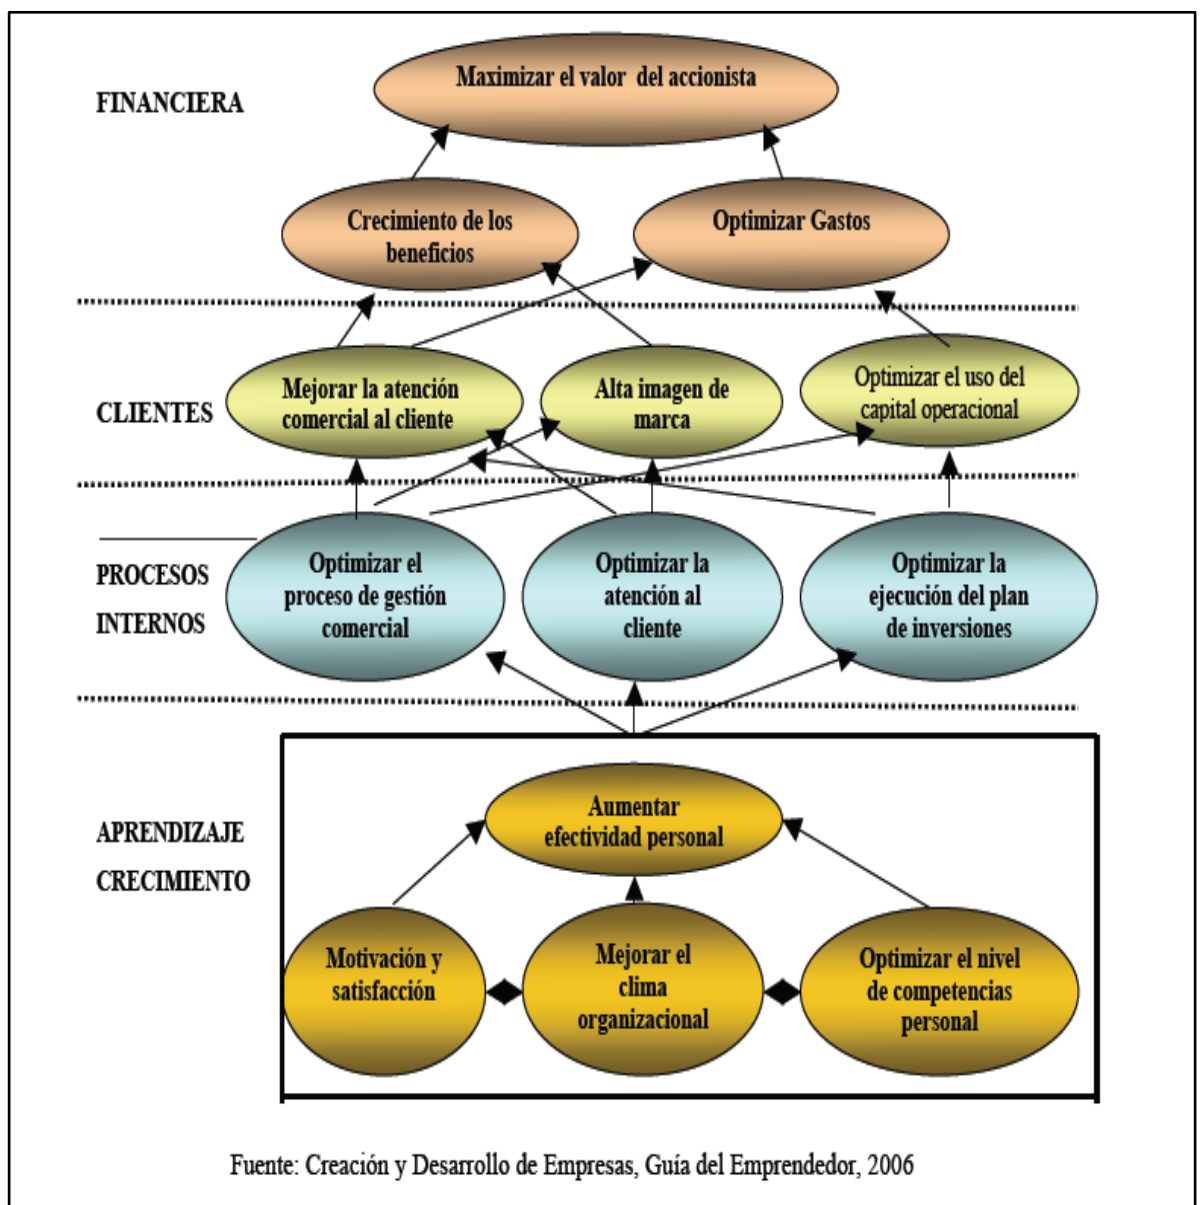 Maximizar el valor del accionista
FINANCIERA
Crecimiento de los
beneficios
Optimizar Gastos
CLIENTES
Mejorar la atención
comercial al cliente
Alta imagen de
marca
Optimizar el uso del
capital operacional
PROCESOS
INTERNOS
Optimizar el
proceso de gestión
comercial
Optimizar la
atención al
cliente
Optimizar la
ejecución del plan
de inversiones
APRENDIZAJE
CRECIMIENTO
Aumentar
efectividad personal
Motivación y
satisfacción
Mejorar el
clima
organizacional
Optimizar el nivel
de competencias
personal
Fuente: Creación y Desarrollo de Empresas, Guía del Emprendedor, 2006